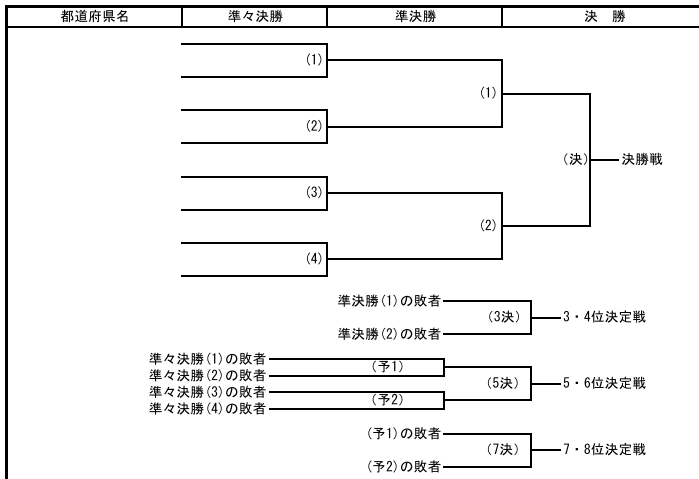 都道府県名 準々決勝 準決勝 決　勝
(1)
(1)
(2)
(決) 決勝戦
(3)
(2)
(4)
準決勝(1)の敗者
(3決) 3・4位決定戦
準決勝(2)の敗者
準々決勝(1)の敗者
(予1)
準々決勝(2)の敗者
(5決) 5・6位決定戦
準々決勝(3)の敗者
(予2)
準々決勝(4)の敗者
(予1)の敗者
(7決) 7・8位決定戦
(予2)の敗者